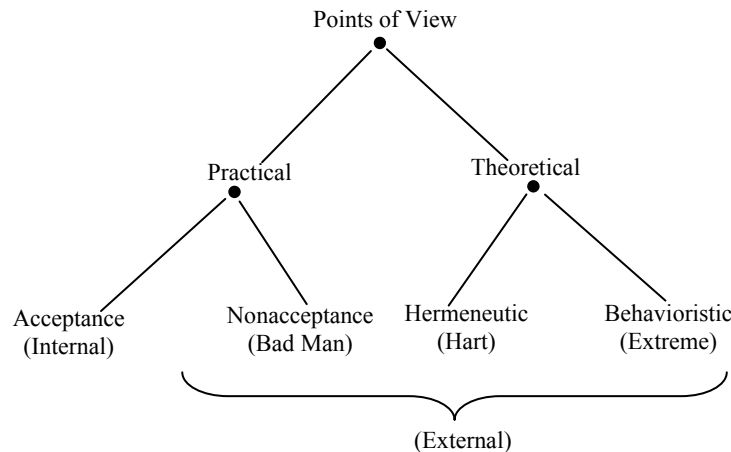 Points of View
Practical
Theoretical
Acceptance
(Internal)
Nonacceptance
(Bad Man)
Hermeneutic
(Hart)
Behavioristic
(Extreme)
(External)